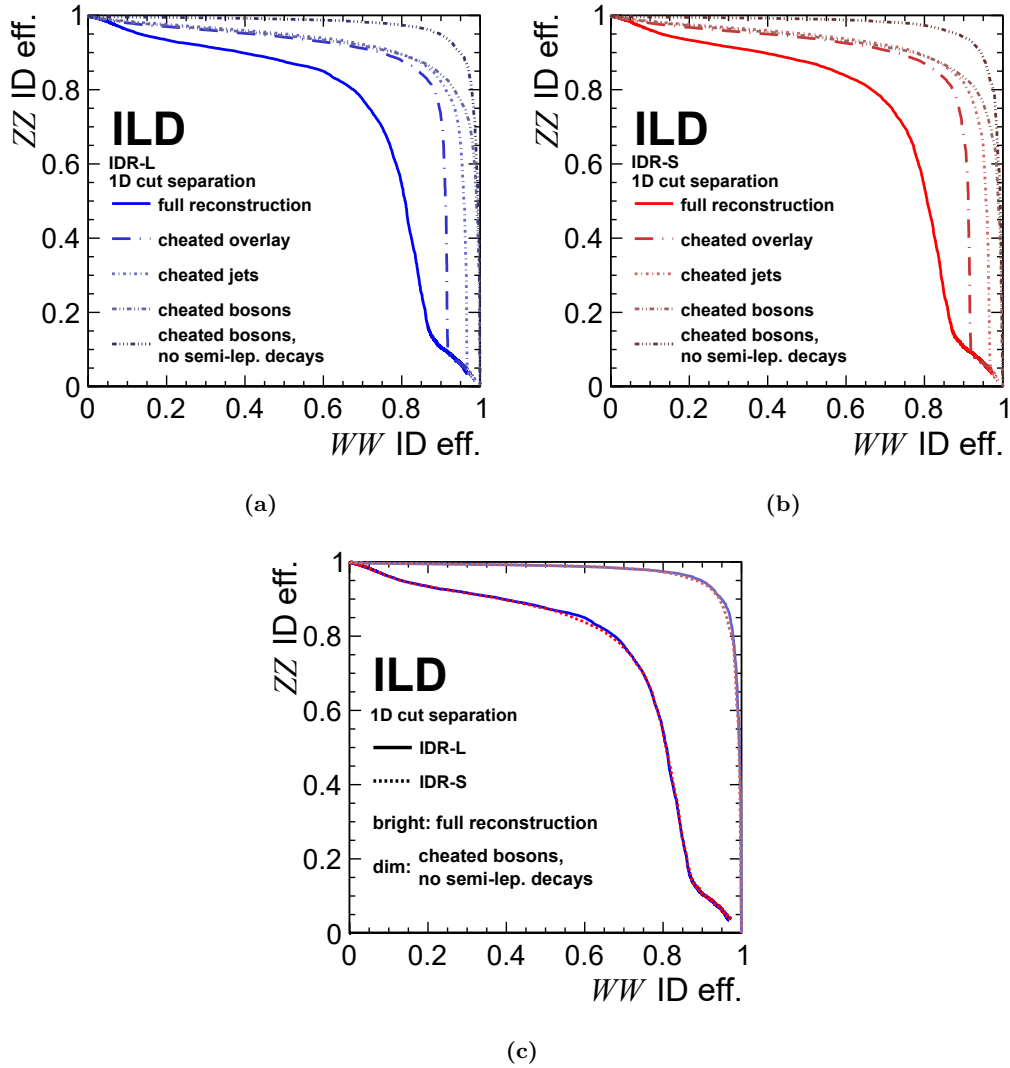 1
0.8
0.6
0.4
0.2
0
ZZ ID eff.
ILD
IDR-L
1D cut separation
full reconstruction
cheated overlay
cheated jets
cheated bosons
cheated bosons,
no semi-lep. decays
0 0.2 0.4 0.6 0.8 1
WW ID eff.
(a)
1
0.8
0.6
0.4
0.2
0
ZZ ID eff.
ILD
IDR-S
1D cut separation
full reconstruction
cheated overlay
cheated jets
cheated bosons
cheated bosons,
no semi-lep. decays
0 0.2 0.4 0.6 0.8 1
WW ID eff.
(b)
1
0.8
0.6
0.4
0.2
0
ZZ ID eff.
ILD
1D cut separation
IDR-L
IDR-S
bright: full reconstruction
dim: cheated bosons,
no semi-lep. decays
0 0.2 0.4 0.6 0.8 1
WW ID eff.
(c)